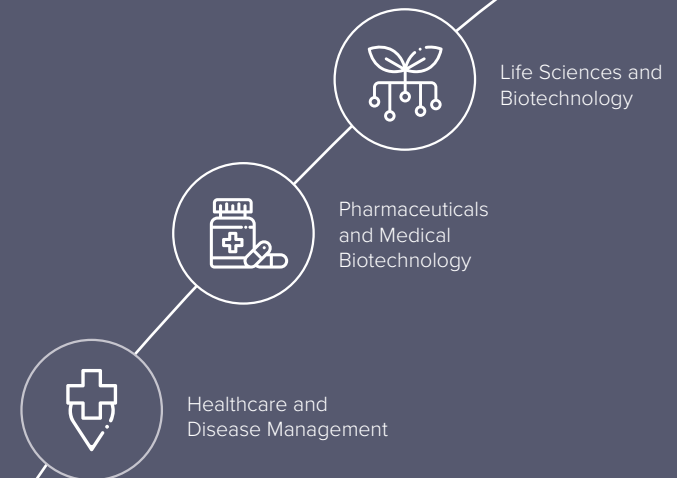 Life Sciences and
Biotechnology
Pharmaceuticals
and Medical
Biotechnology
Healthcare and
Disease Management